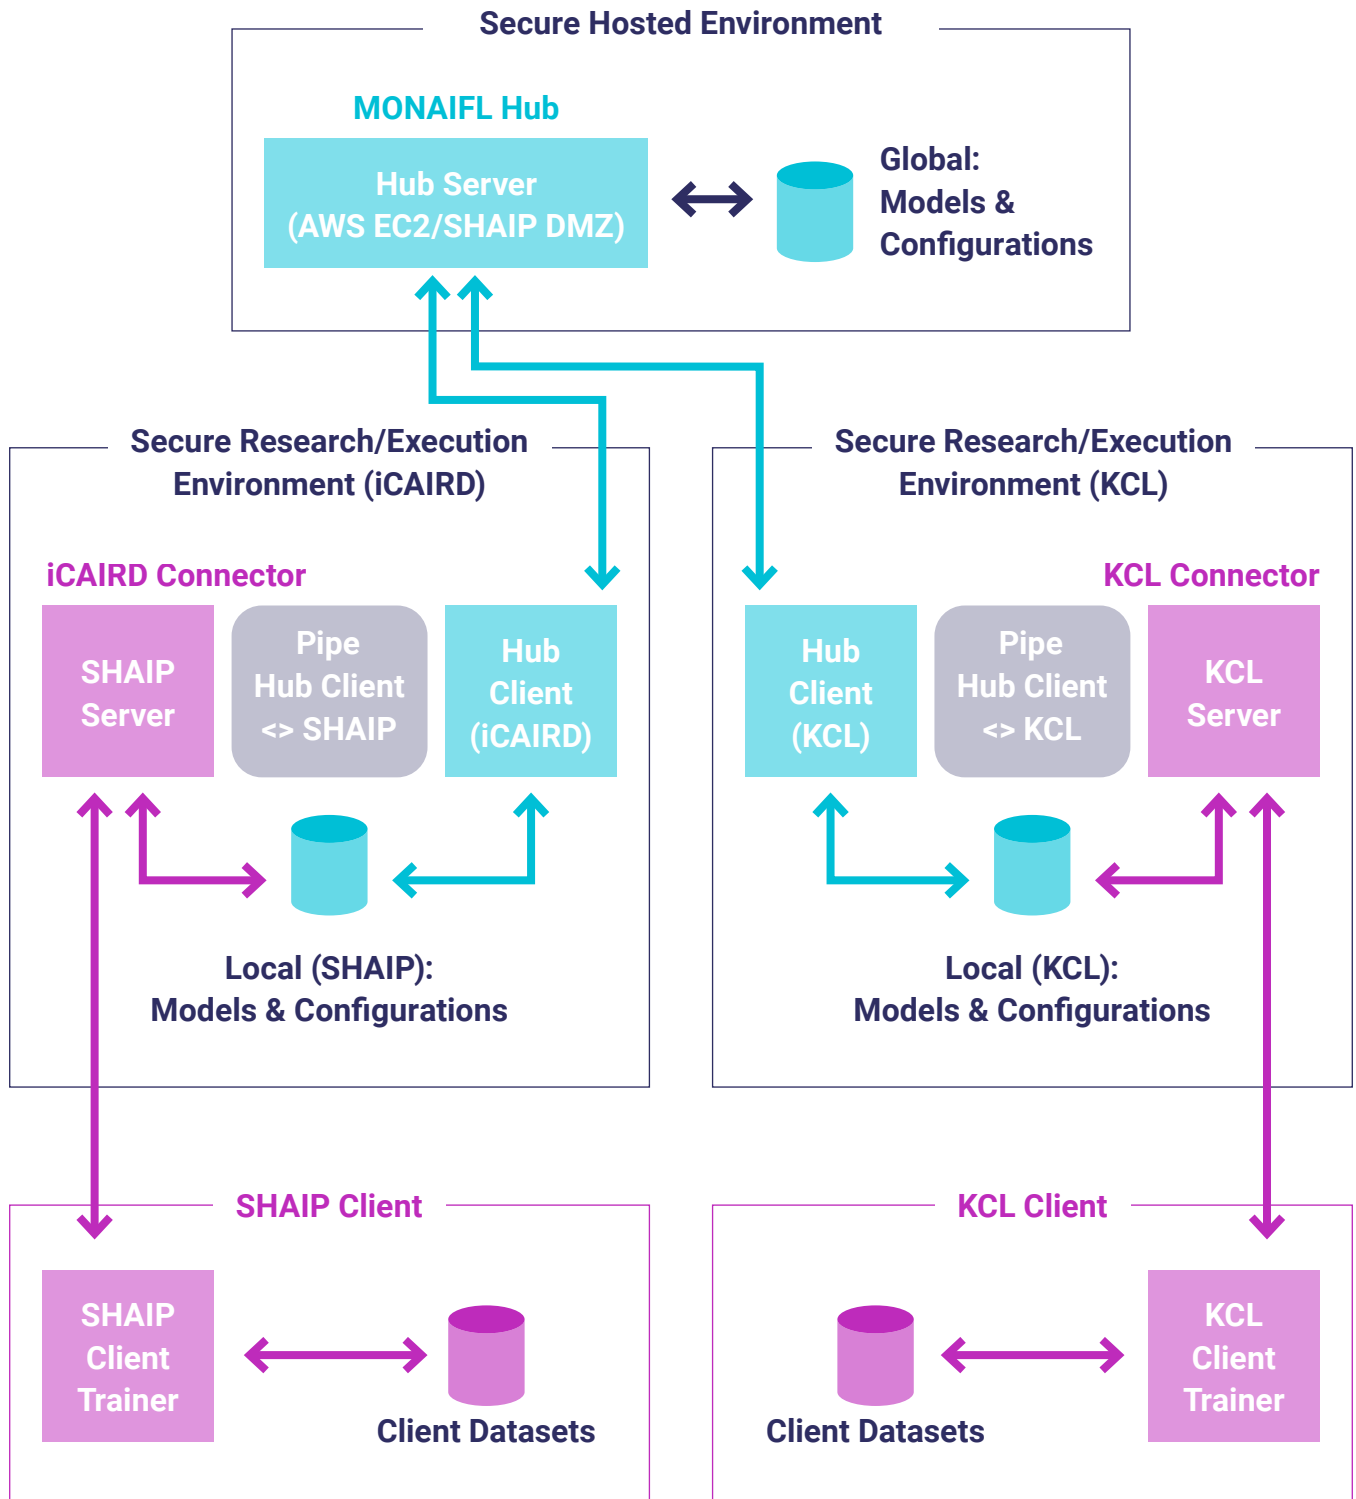 Secure Hosted Environment
MONAIFL Hub
Hub Server
(AWS EC2/SHAIP DMZ)
Global:
Models &
Configurations
Secure Research/Execution
Environment (iCAIRD)
iCAIRD Connector
SHAIP
Server
Pipe
Hub Client
<> SHAIP
Hub
Client
(iCAIRD)
Local (SHAIP):
Models & Configurations
Secure Research/Execution
Environment (KCL)
KCL Connector
Hub
Client
(KCL)
Pipe
Hub Client
<> KCL
KCL
Server
Local (KCL):
Models & Configurations
SHAIP Client
SHAIP
Client
Trainer
Client Datasets
KCL Client
Client Datasets
KCL
Client
Trainer